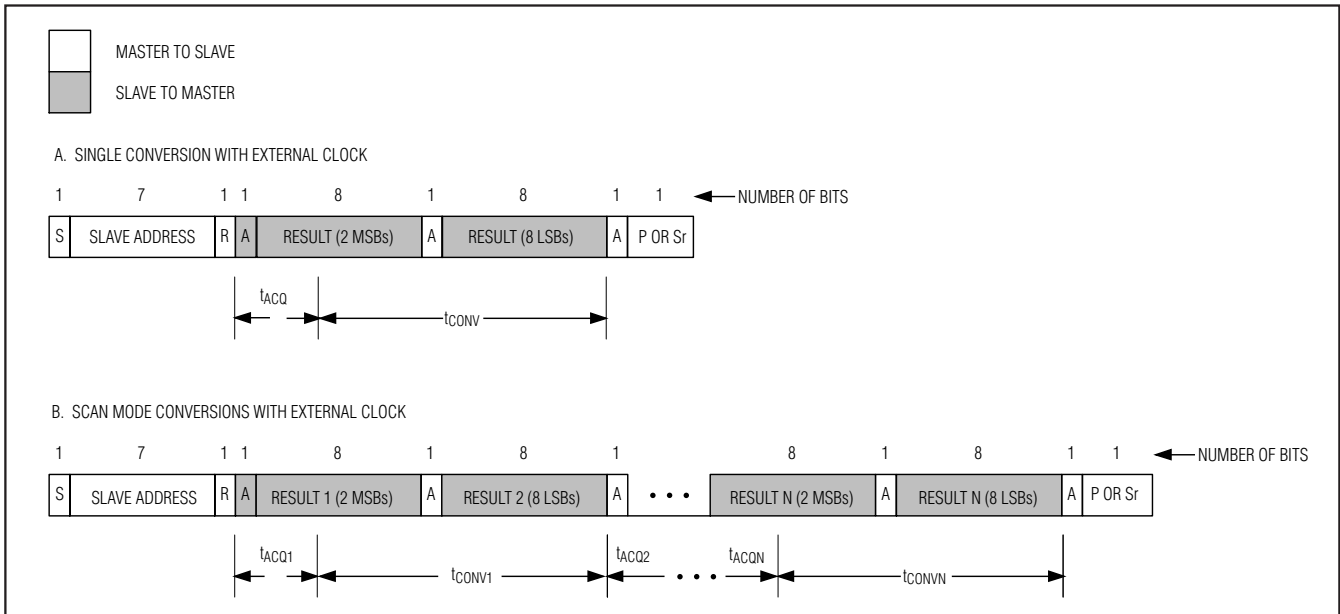 MASTER TO SLAVE
SLAVE TO MASTER
A. SINGLE CONVERSION WITH EXTERNAL CLOCK
1 7 1 1 8 1 8 1 1 NUMBER OF BITS
S SLAVE ADDRESS R A RESULT (2 MSBs) A RESULT (8 LSBs) A P OR Sr
tACQ
tCONV
B. SCAN MODE CONVERSIONS WITH EXTERNAL CLOCK
1 7 1 1 8 1 8 1 8 1 8 1 1 NUMBER OF BITS
S SLAVE ADDRESS R A RESULT 1 (2 MSBs) A RESULT 2 (8 LSBs) A • • • RESULT N (2 MSBs) A RESULT N (8 LSBs) A P OR Sr
tACQ1 tACQ2 tACQN
tCONV1 • • • tCONVN